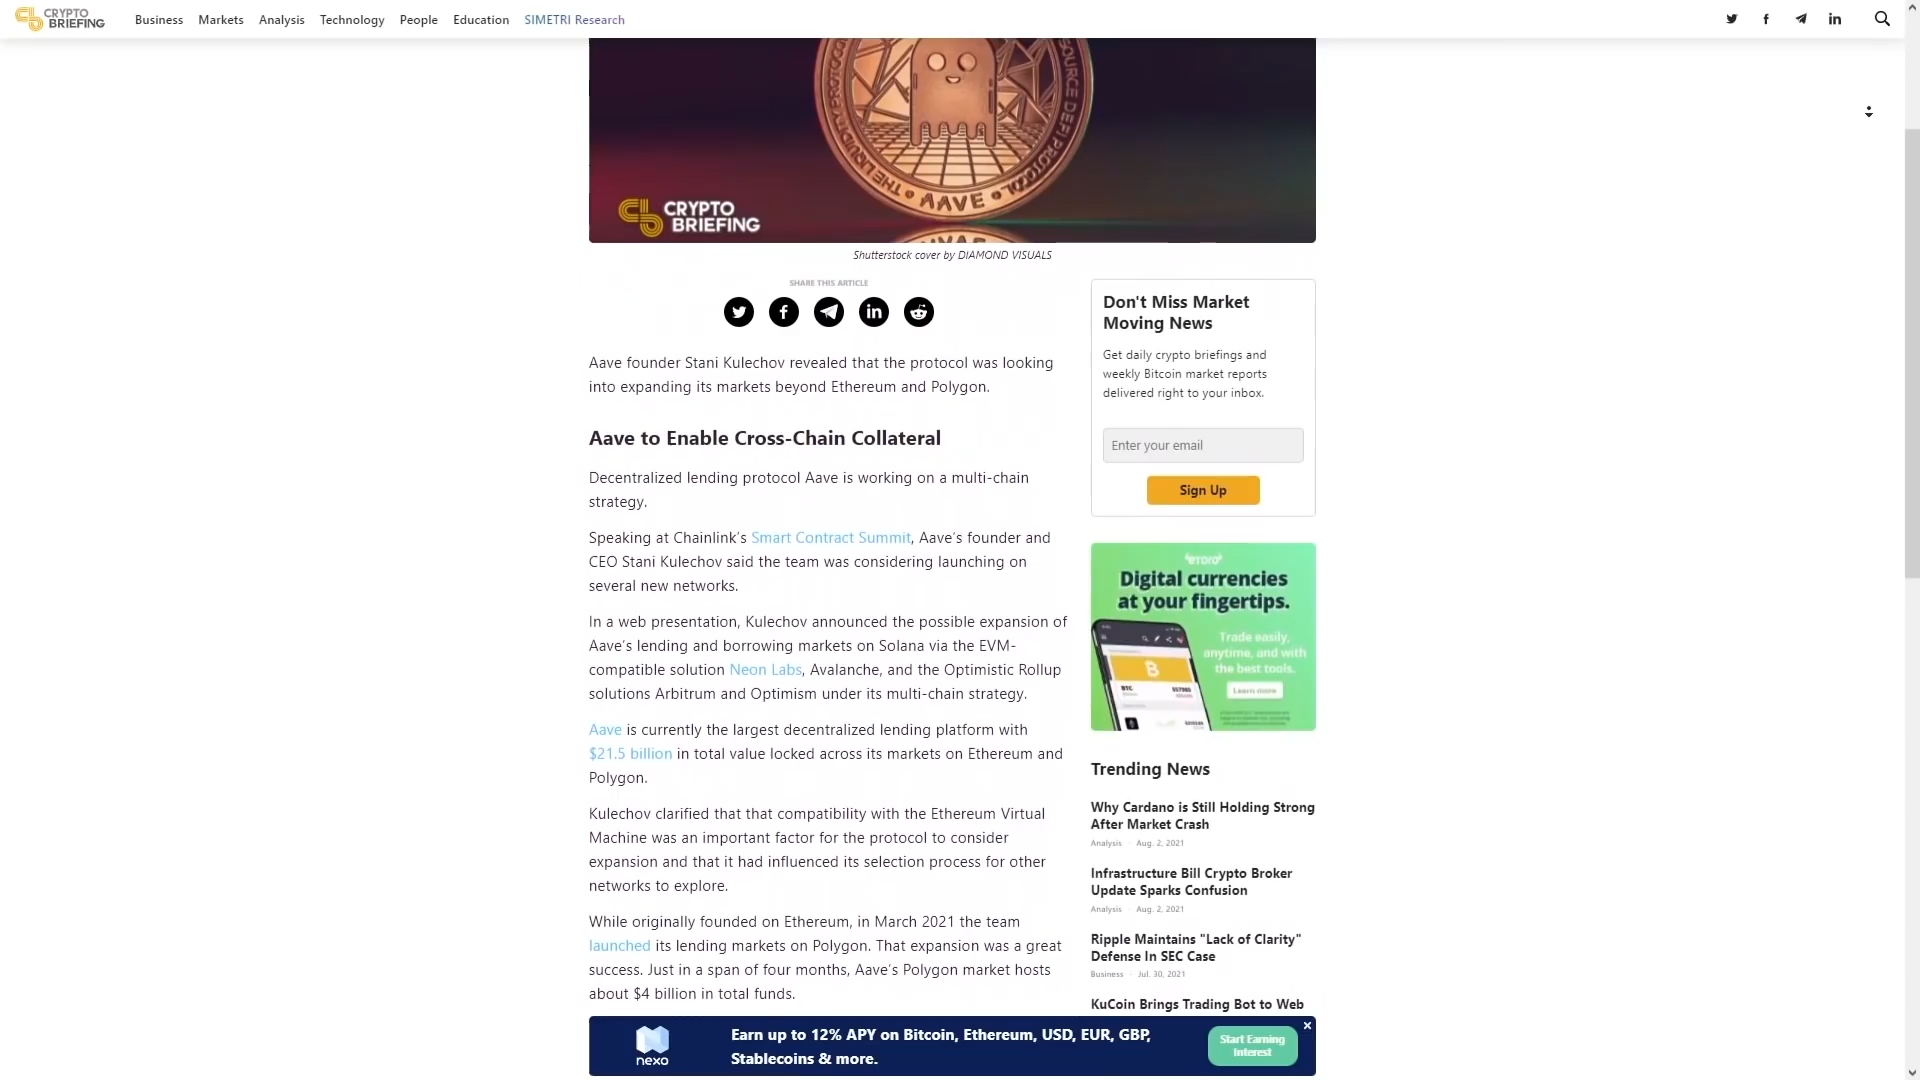 CRYPTO
BRIEFING
Business
Markets
Analysis
Technology
People
Education
SIMETRI Research
THE LIQUIDITY PROTOCOL • AAVE • SOURCE DEFI PROTOCOL
CRYPTO
BRIEFING
Shutterstock cover by DIAMOND VISUALS
SHARE THIS ARTICLE
Aave founder Stani Kulechov revealed that the protocol was looking
into expanding its markets beyond Ethereum and Polygon.
Aave to Enable Cross-Chain Collateral
Decentralized lending protocol Aave is working on a multi-chain
strategy.
Speaking at Chainlink’s Smart Contract Summit, Aave’s founder and
CEO Stani Kulechov said the team was considering launching on
several new networks.
In a web presentation, Kulechov announced the possible expansion of
Aave’s lending and borrowing markets on Solana via the EVM-
compatible solution Neon Labs, Avalanche, and the Optimistic Rollup
solutions Arbitrum and Optimism under its multi-chain strategy.
Aave is currently the largest decentralized lending platform with
$21.5 billion in total value locked across its markets on Ethereum and
Polygon.
Kulechov clarified that that compatibility with the Ethereum Virtual
Machine was an important factor for the protocol to consider
expansion and that it had influenced its selection process for other
networks to explore.
While originally founded on Ethereum, in March 2021 the team
launched its lending markets on Polygon. That expansion was a great
success. Just in a span of four months, Aave’s Polygon market hosts
about $4 billion in total funds.
Don't Miss Market
Moving News
Get daily crypto briefings and
weekly Bitcoin market reports
delivered right to your inbox.
Enter your email
Sign Up
eToro
Digital currencies
at your fingertips.
Trade easily,
anytime, and with
the best tools.
Learn more
BTC
Trending News
Why Cardano is Still Holding Strong
After Market Crash
Analysis · Aug. 2, 2021
Infrastructure Bill Crypto Broker
Update Sparks Confusion
Analysis · Aug. 2, 2021
Ripple Maintains "Lack of Clarity"
Defense In SEC Case
Business · Jul. 30, 2021
KuCoin Brings Trading Bot to Web
nexo
Earn up to 12% APY on Bitcoin, Ethereum, USD, EUR, GBP,
Stablecoins & more.
Start Earning
Interest